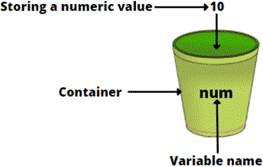 Storing a numeric value 10
Container
num
Variable name